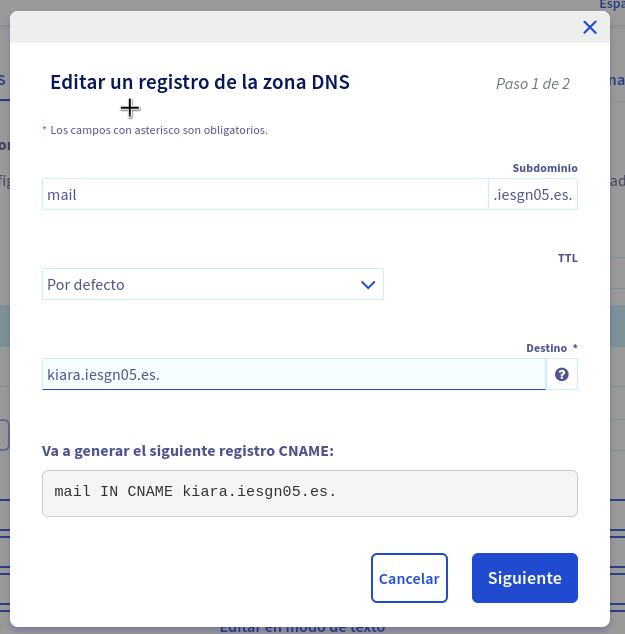 Espa
Editar un registro de la zona DNS
Paso 1 de 2
* Los campos con asterisco son obligatorios.
Subdominio
mail .iesgn05.es.
TTL
Por defecto
Destino *
kiara.iesgn05.es. ?
Va a generar el siguiente registro CNAME:
mail IN CNAME kiara.iesgn05.es.
Cancelar Siguiente
Editar en modo de texto